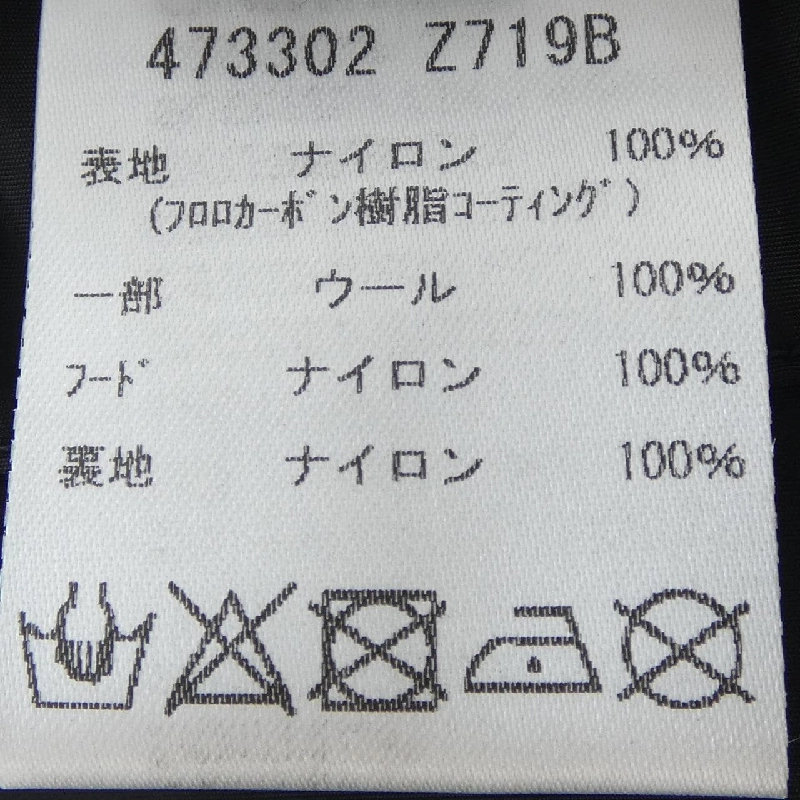 473302 Z719B
表地 ナイロン 100%
(フロロカーボン樹脂コーティング)
一部 ウール 100%
フード ナイロン 100%
裏地 ナイロン 100%